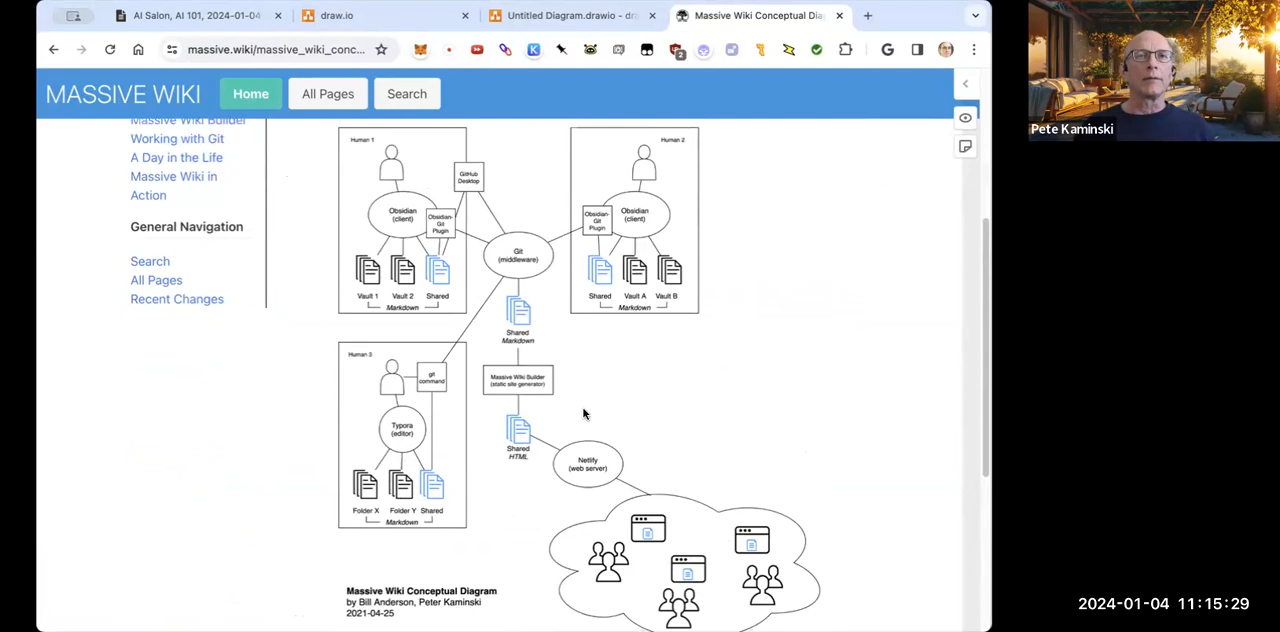 AI Salon, AI 101, 2024-01-04
draw.io
Untitled Diagram.drawio - dra
Massive Wiki Conceptual Dia
massive.wiki/massive_wiki_conc...
2
MASSIVE WIKI
Home
All Pages
Search
Massive Wiki Builder
Working with Git
A Day in the Life
Massive Wiki in
Action
General Navigation
Search
All Pages
Recent Changes
Human 1
GitHub
Desktop
Obsidian
(client)
Obsidian-
Git
Plugin
Vault 1
Vault 2
Shared
Markdown
Git
(middleware)
Human 2
Obsidian-
Git
Plugin
Obsidian
(client)
Shared
Vault A
Vault B
Markdown
Shared
Markdown
Massive Wiki Builder
(static site generator)
Shared
HTML
Netlify
(web server)
Human 3
git
command
Typora
(editor)
Folder X
Folder Y
Shared
Markdown
Massive Wiki Conceptual Diagram
by Bill Anderson, Peter Kaminski
2021-04-25
Pete Kaminski
2024-01-04 11:15:29